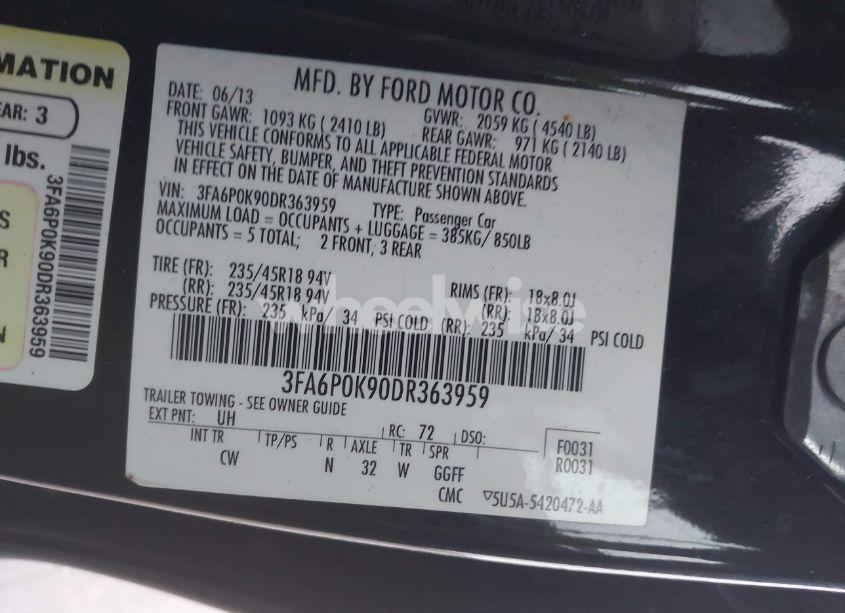 MATION
EAR: 3
lbs.
S
R
N
3FA6P0K90DR363959
MFD. BY FORD MOTOR CO.
DATE: 06/13
GVWR: 2059 KG ( 4540 LB)
FRONT GAWR: 1093 KG ( 2410 LB)
REAR GAWR: 971 KG ( 2140 LB)
THIS VEHICLE CONFORMS TO ALL APPLICABLE FEDERAL MOTOR
VEHICLE SAFETY, BUMPER, AND THEFT PREVENTION STANDARDS
IN EFFECT ON THE DATE OF MANUFACTURE SHOWN ABOVE.
VIN: 3FA6P0K90DR363959 TYPE: Passenger Car
MAXIMUM LOAD = OCCUPANTS + LUGGAGE = 385KG/ 850LB
OCCUPANTS = 5 TOTAL; 2 FRONT, 3 REAR
TIRE (FR): 235/45R18 94V RIMS (FR): 18x8.0J
(RR): 235/45R18 94V (RR): 18x8.0J
PRESSURE (FR): 235 kPa/ 34 PSI COLD (RR): 235 kPa/ 34 PSI COLD
wheelwise
3FA6P0K90DR363959
TRAILER TOWING - SEE OWNER GUIDE
EXT PNT: UH RC: 72 DSO: F0031
INT TR TP/PS R AXLE TR SPR R0031
CW N 32 W GGFF
CMC ▽5U5A-5420472-AA